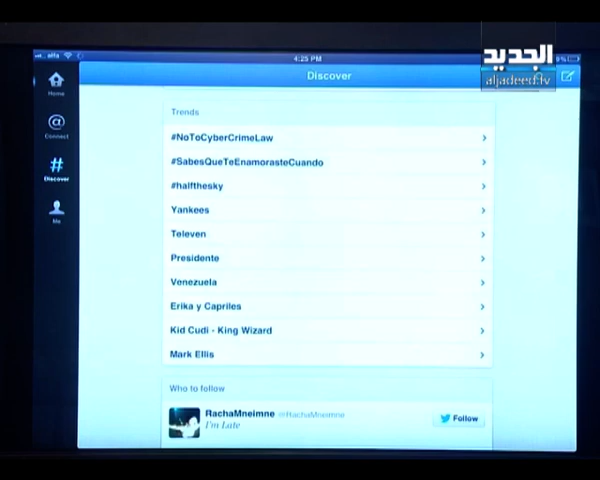 الجديد
aljadeed.tv
alfa
4:25 PM
Discover
Home
Connect
Discover
Me
Trends
#NoToCyberCrimeLaw
#SabesQueTeEnamorasteCuando
#halfthesky
Yankees
Televen
Presidente
Venezuela
Erika y Capriles
Kid Cudi - King Wizard
Mark Ellis
Who to follow
RachaMneimne @RachaMneimne
Follow
I'm Late